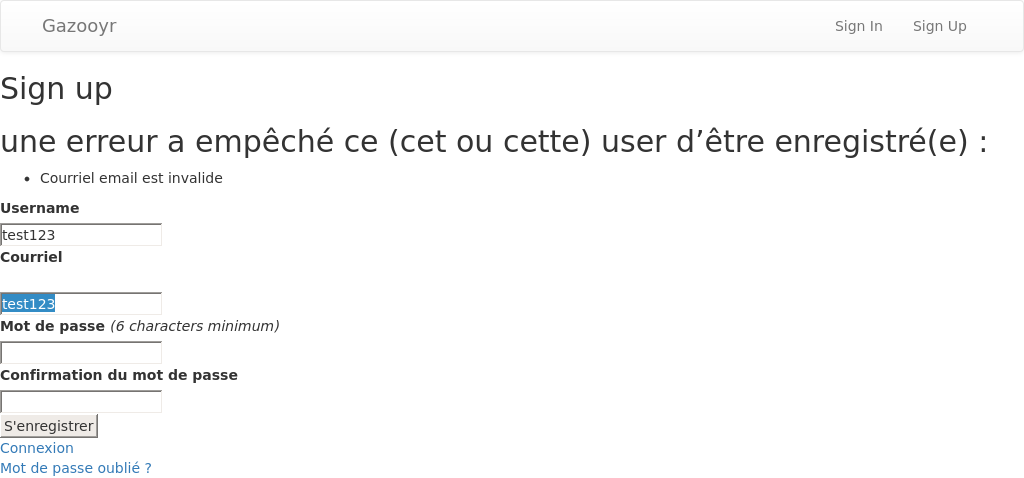 Gazooyr Sign In Sign Up
Sign up
une erreur a empêché ce (cet ou cette) user d’être enregistré(e) :
• Courriel email est invalide
Username
test123
Courriel
test123
Mot de passe (6 characters minimum)
Confirmation du mot de passe
S'enregistrer
Connexion
Mot de passe oublié ?